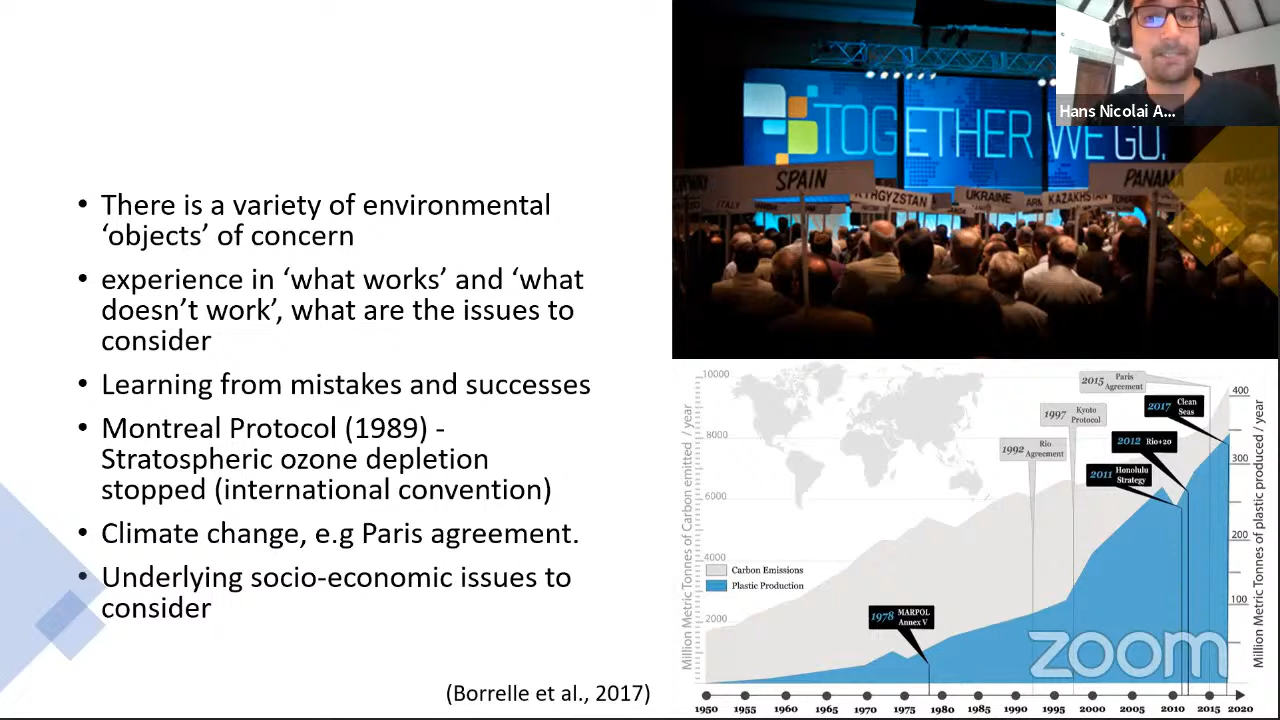 • There is a variety of environmental
‘objects’ of concern
• experience in ‘what works’ and ‘what
doesn’t work’, what are the issues to
consider
• Learning from mistakes and successes
• Montreal Protocol (1989) -
Stratospheric ozone depletion
stopped (international convention)
• Climate change, e.g Paris agreement.
• Underlying socio-economic issues to
consider
(Borrelle et al., 2017)
TOGETHER WE GO.
SPAIN
PANAMA
ITALY
KYRGYZSTAN
UKRAINE
KAZAKHSTAN
Hans Nicolai A...
Million Metric Tonnes of Carbon emitted / year
10000
8000
6000
4000
2000
Carbon Emissions
Plastic Production
1978 MARPOL
Annex V
1992 Rio
Agreement
1997 Kyoto
Protocol
2015 Paris
Agreement
2017 Clean
Seas
2012 Rio+20
2011 Honolulu
Strategy
400
300
200
100
Million Metric Tonnes of plastic produced / year
1950 1955 1960 1965 1970 1975 1980 1985 1990 1995 2000 2005 2010 2015 2020
zoom